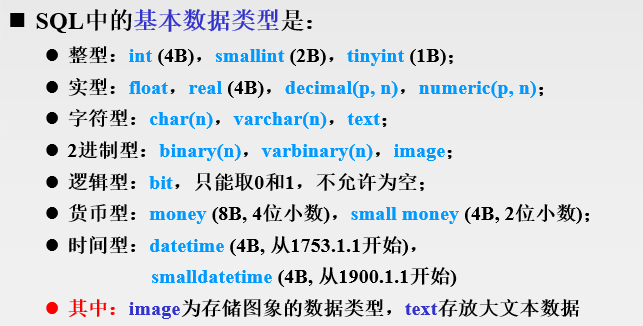 ■ SQL中的基本数据类型是：
● 整型：int (4B)，smallint (2B)，tinyint (1B)；
● 实型：float，real (4B)，decimal(p, n)，numeric(p, n)；
● 字符型：char(n)，varchar(n)，text；
● 2进制型：binary(n)，varbinary(n)，image；
● 逻辑型：bit，只能取0和1，不允许为空；
● 货币型：money (8B, 4位小数)，small money (4B, 2位小数)；
● 时间型：datetime (4B, 从1753.1.1开始)，
smalldatetime (4B, 从1900.1.1开始)
● 其中：image为存储图象的数据类型，text存放大文本数据